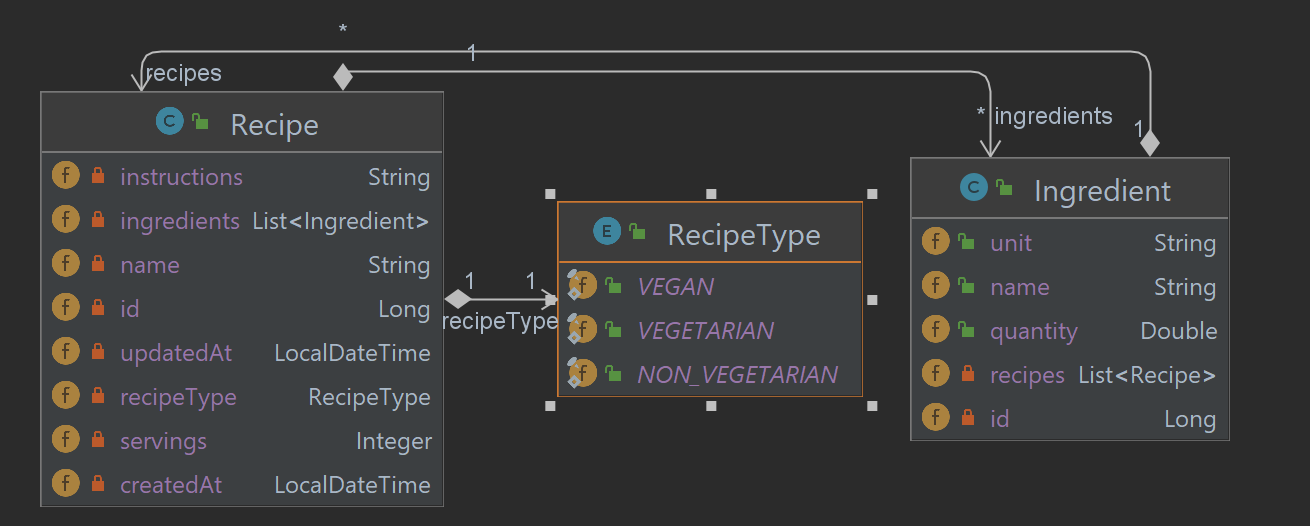 *
1
recipes
* ingredients
1
C Recipe
f instructions String
f ingredients List<Ingredient>
f name String
f id Long
f updatedAt LocalDateTime
f recipeType RecipeType
f servings Integer
f createdAt LocalDateTime
1 1
recipeType
E RecipeType
f VEGAN
f VEGETARIAN
f NON_VEGETARIAN
C Ingredient
f unit String
f name String
f quantity Double
f recipes List<Recipe>
f id Long